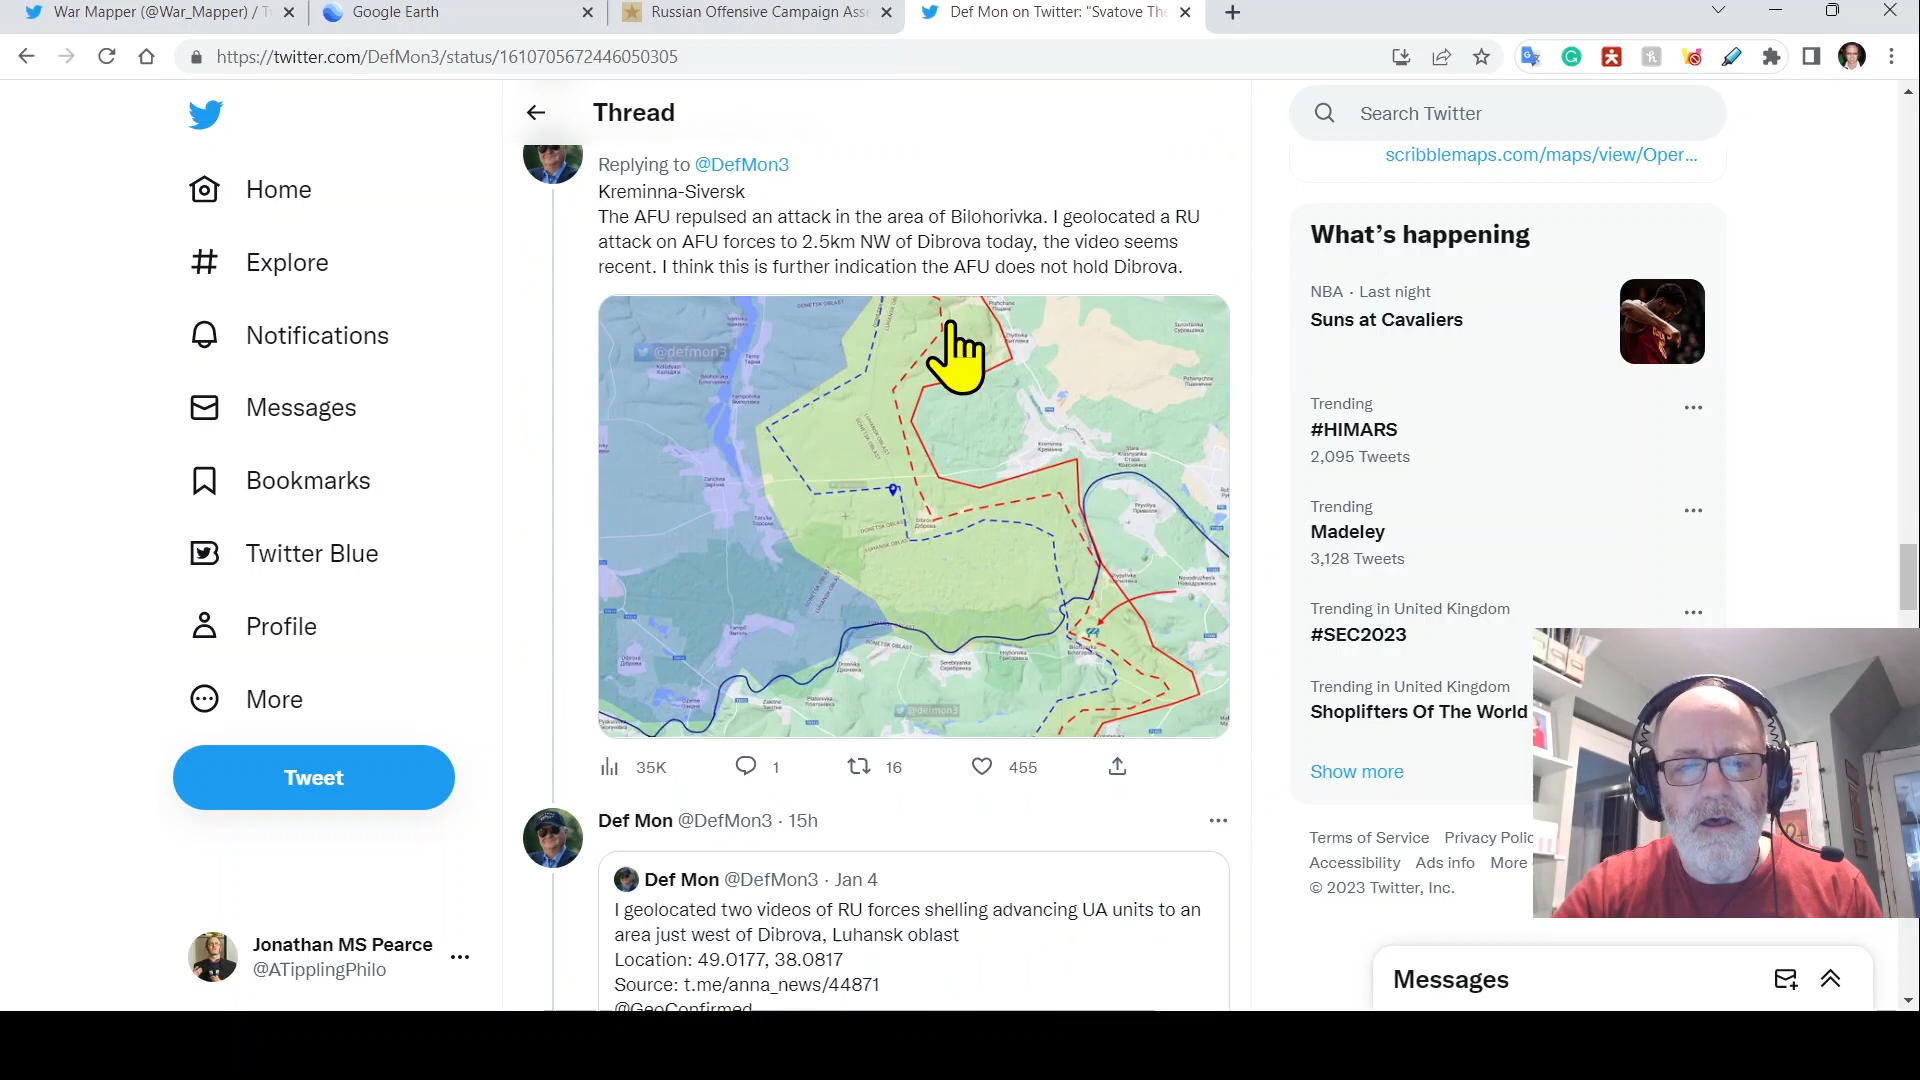 War Mapper (@War_Mapper) / Tw
Google Earth
Russian Offensive Campaign Asse
Def Mon on Twitter: "Svatove The
https://twitter.com/DefMon3/status/1610705672446050305
Home
Explore
Notifications
Messages
Bookmarks
Twitter Blue
Profile
More
Tweet
Jonathan MS Pearce
@ATipplingPhilo
Thread
Replying to @DefMon3
Kreminna-Siversk
The AFU repulsed an attack in the area of Bilohorivka. I geolocated a RU
attack on AFU forces to 2.5km NW of Dibrova today, the video seems
recent. I think this is further indication the AFU does not hold Dibrova.
@defmon3
DONETSK OBLAST
LUHANSK OBLAST
@defmon3
35K
1
16
455
Def Mon @DefMon3 · 15h
Def Mon @DefMon3 · Jan 4
I geolocated two videos of RU forces shelling advancing UA units to an
area just west of Dibrova, Luhansk oblast
Location: 49.0177, 38.0817
Source: t.me/anna_news/44871
@GeoConfirmed
Search Twitter
scribblemaps.com/maps/view/Oper...
What's happening
NBA · Last night
Suns at Cavaliers
Trending
#HIMARS
2,095 Tweets
Trending
Madeley
3,128 Tweets
Trending in United Kingdom
#SEC2023
Trending in United Kingdom
Shoplifters Of The World
Show more
Terms of Service Privacy Polic
Accessibility Ads info More
© 2023 Twitter, Inc.
Messages